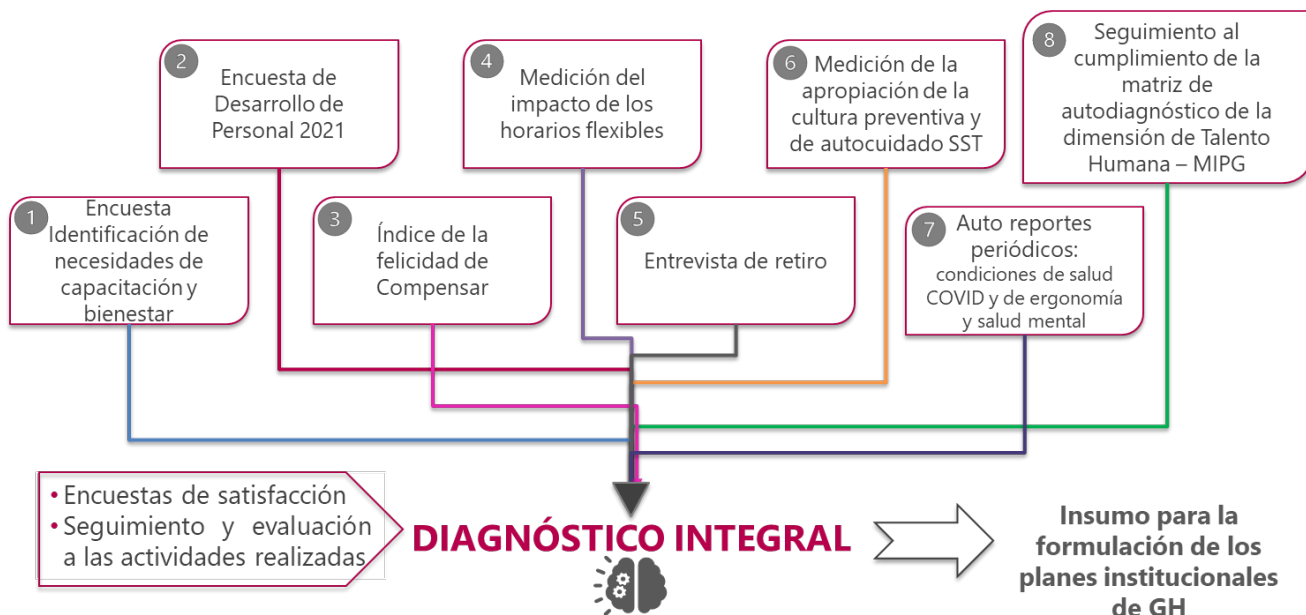 1
Encuesta
Identificación de
necesidades de
capacitación y
bienestar
2
Encuesta de
Desarrollo de
Personal 2021
3
Índice de la
felicidad de
Compensar
4
Medición del
impacto de los
horarios flexibles
5
Entrevista de retiro
6
Medición de la
apropiación de la
cultura preventiva y
de autocuidado SST
7
Auto reportes
periódicos:
condiciones de salud
COVID y de ergonomía
y salud mental
8
Seguimiento al
cumplimiento de la
matriz de
autodiagnóstico de la
dimensión de Talento
Humana – MIPG
• Encuestas de satisfacción
• Seguimiento y evaluación
a las actividades realizadas
DIAGNÓSTICO INTEGRAL
Insumo para la
formulación de los
planes institucionales
de GH